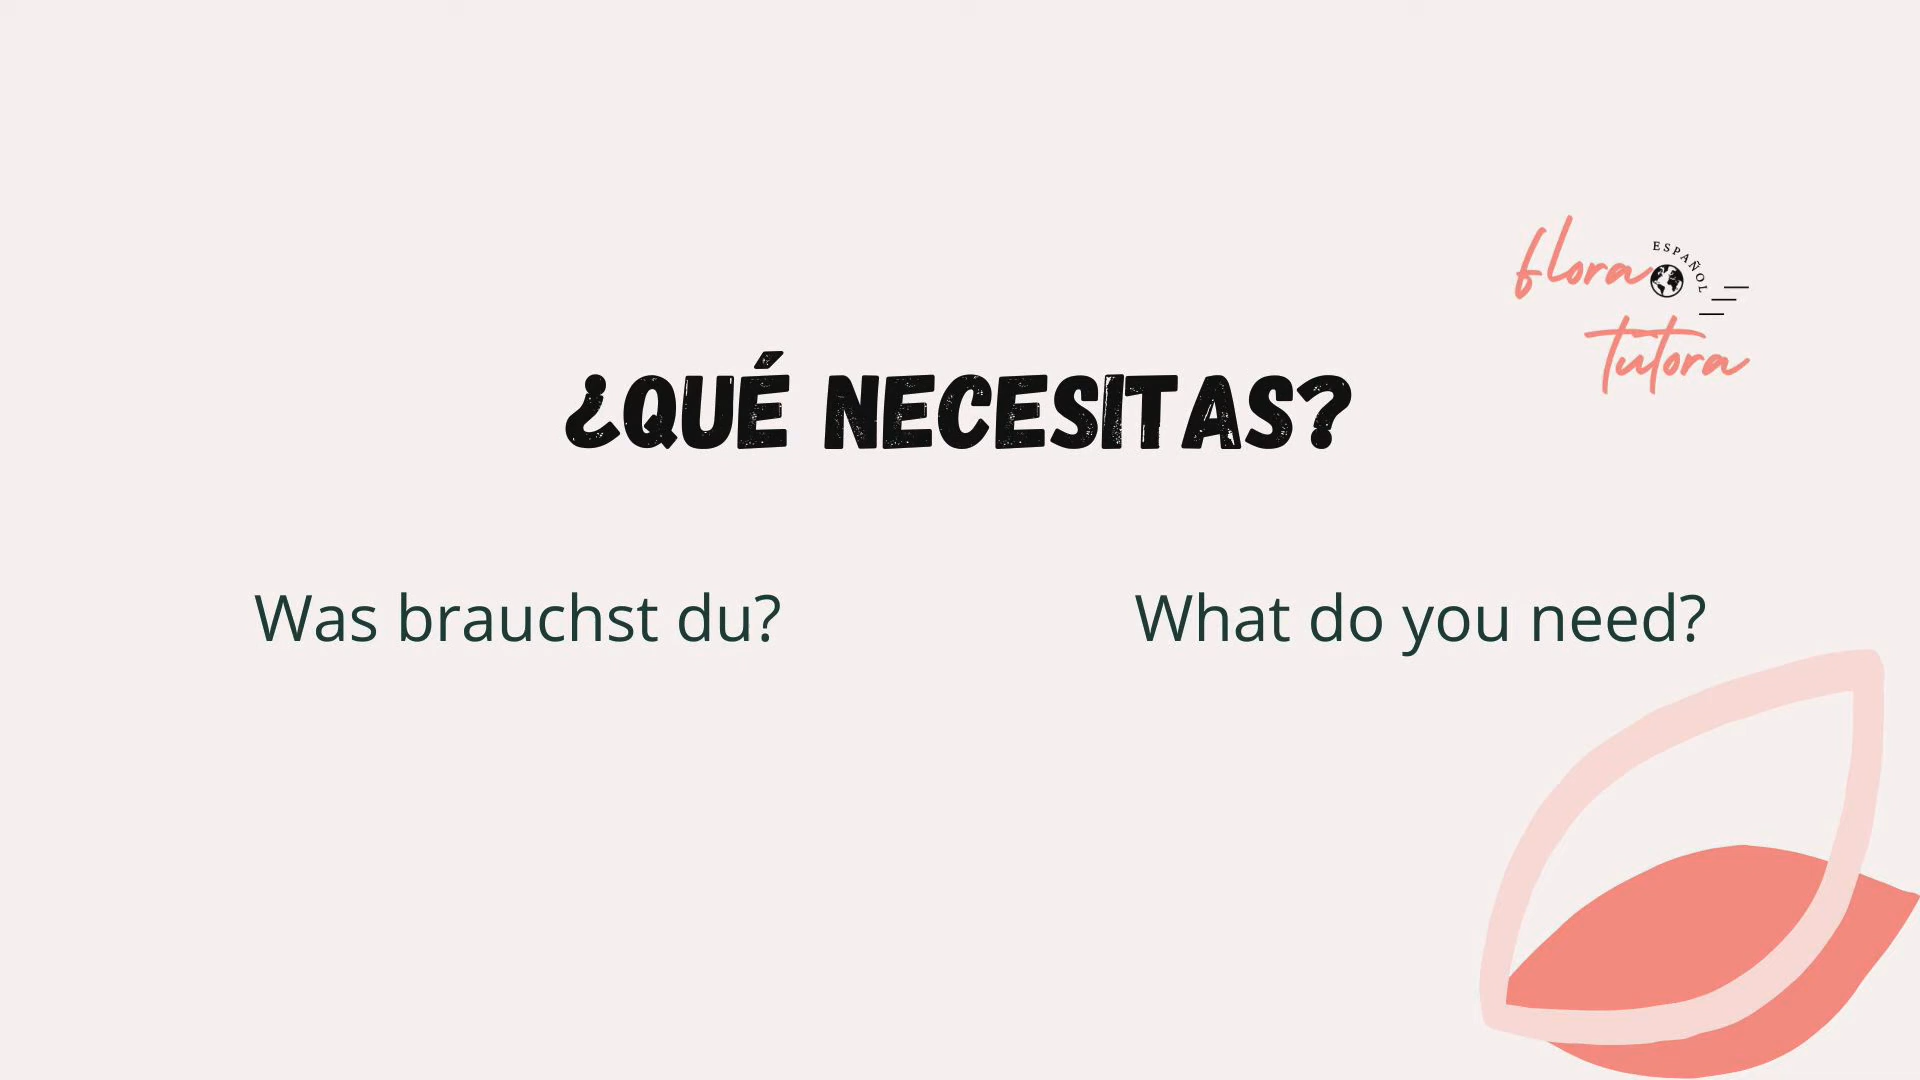 flora
ESPAÑOL
tutora
¿QUÉ NECESITAS?
Was brauchst du?
What do you need?